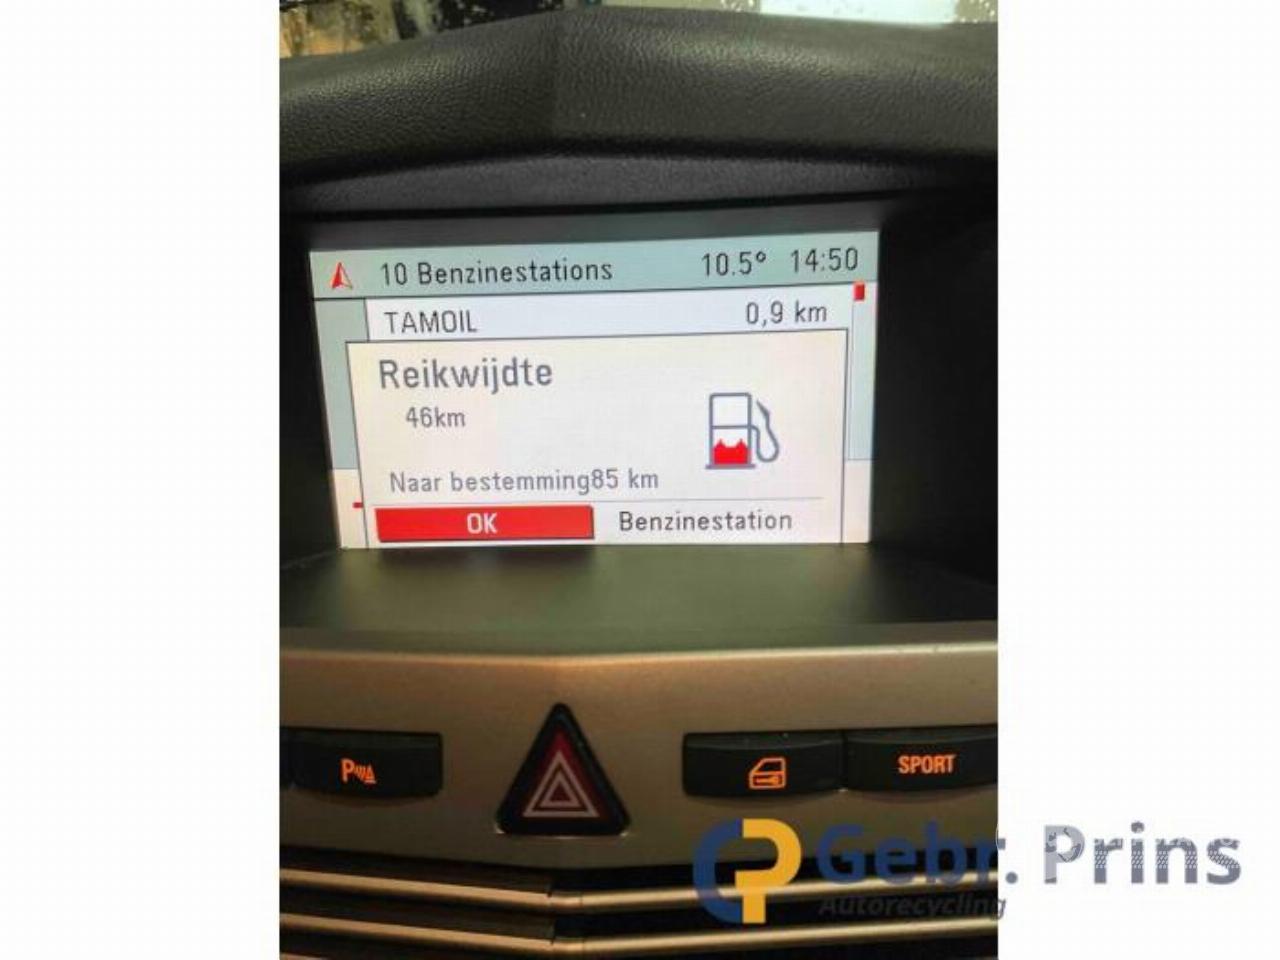 10 Benzinestations 10.5° 14:50
TAMOIL 0,9 km
Reikwijdte
46km
Naar bestemming85 km
OK Benzinestation
P SPORT
Gebr. Prins
Autorecycling